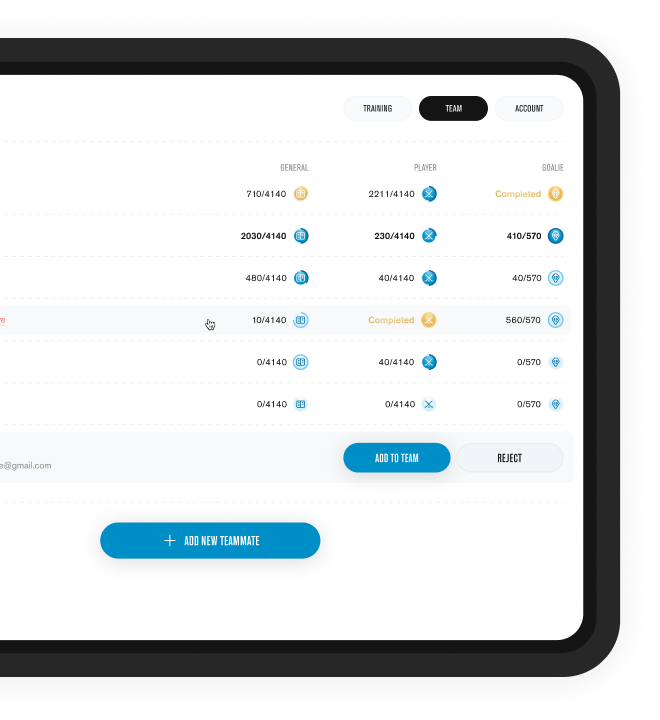 TRAINING TEAM ACCOUNT
GENERAL PLAYER GOALIE
710/4140 2211/4140 Completed
2030/4140 230/4140 410/570
480/4140 40/4140 40/570
10/4140 Completed 560/570
0/4140 40/4140 0/570
0/4140 0/4140 0/570
ADD TO TEAM REJECT
e@gmail.com
ADD NEW TEAMMATE